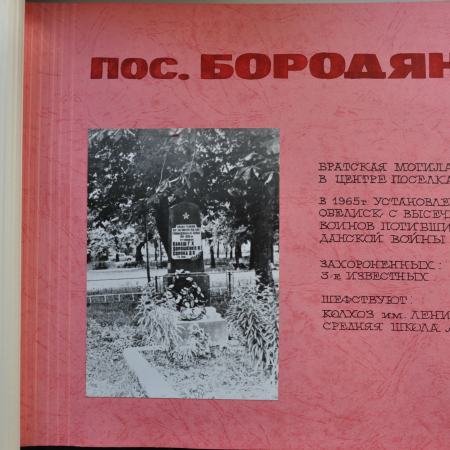 ПОС. БОРОДЯН
БРАТСКАЯ МОГИЛА
В ЦЕНТРЕ ПОСЕЛКА
В 1965г. УСТАНОВЛЕ
ОБЕЛИСК С ВЫСЕЧ
ВОИНОВ ПОГИБШИ
ДАНСКОЙ ВОЙНЫ
ЗАХОРОНЕННЫХ:
3-Е ИЗВЕСТНЫХ
ШЕФСТВУЮТ:
КОЛХОЗ ИМ. ЛЕНИ
СРЕДНЯЯ ШКОЛА